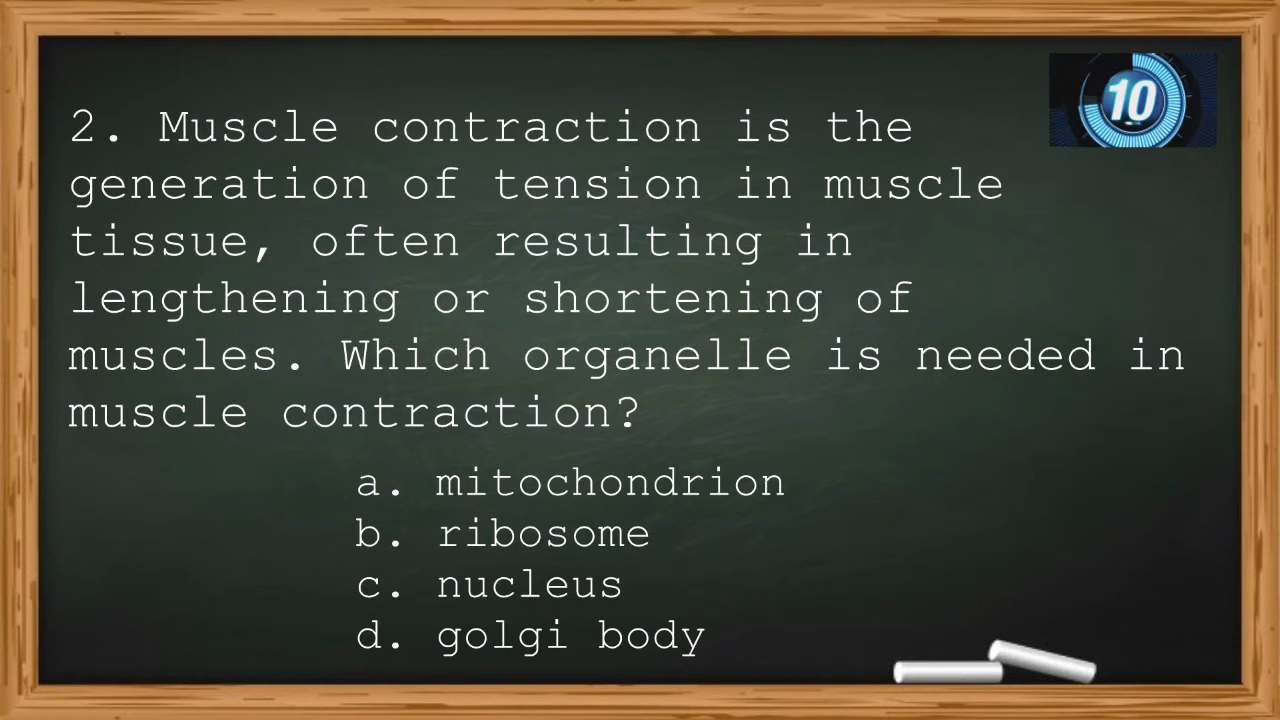 10
2. Muscle contraction is the
generation of tension in muscle
tissue, often resulting in
lengthening or shortening of
muscles. Which organelle is needed in
muscle contraction?
a. mitochondrion
b. ribosome
c. nucleus
d. golgi body